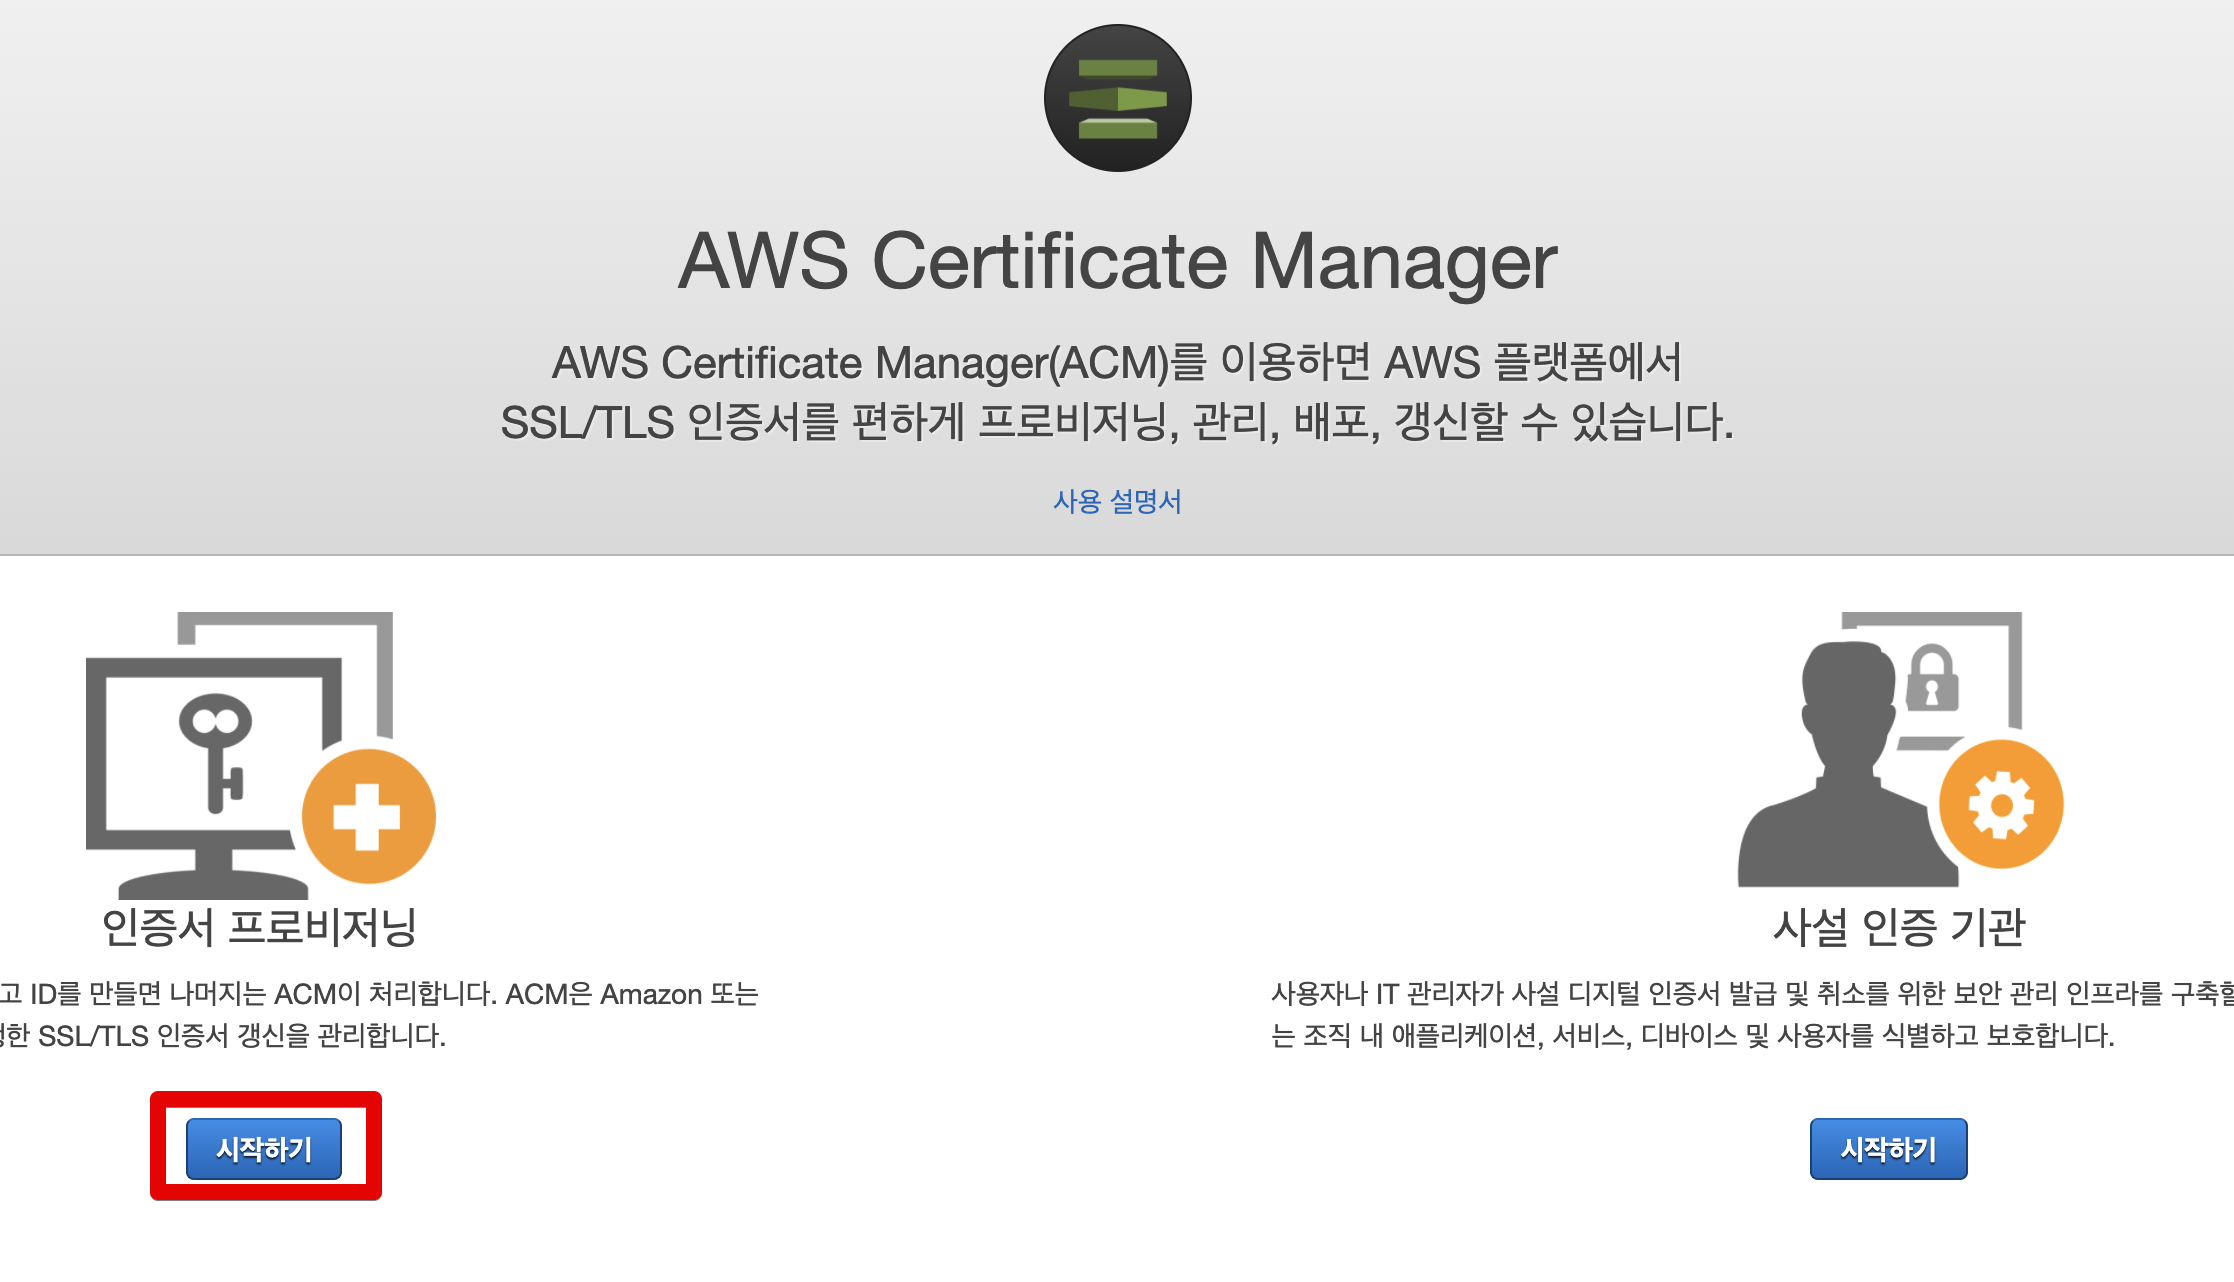 AWS Certificate Manager
AWS Certificate Manager(ACM)를 이용하면 AWS 플랫폼에서
SSL/TLS 인증서를 편하게 프로비저닝, 관리, 배포, 갱신할 수 있습니다.
사용 설명서
인증서 프로비저닝
고 ID를 만들면 나머지는 ACM이 처리합니다. ACM은 Amazon 또는
한 SSL/TLS 인증서 갱신을 관리합니다.
시작하기
사설 인증 기관
사용자나 IT 관리자가 사설 디지털 인증서 발급 및 취소를 위한 보안 관리 인프라를
는 조직 내 애플리케이션, 서비스, 디바이스 및 사용자를 식별하고 보호합니다.
시작하기